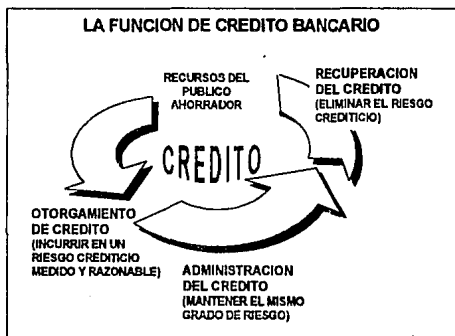 LA FUNCION DE CREDITO BANCARIO
RECURSOS DEL
PUBLICO
AHORRADOR
RECUPERACION
DEL CREDITO
(ELIMINAR EL RIESGO
CREDITICIO)
CREDITO
OTORGAMIENTO
DE CREDITO
(INCURRIR EN UN
RIESGO CREDITICIO
MEDIDO Y RAZONABLE)
ADMINISTRACION
DEL CREDITO
(MANTENER EL MISMO
GRADO DE RIESGO)